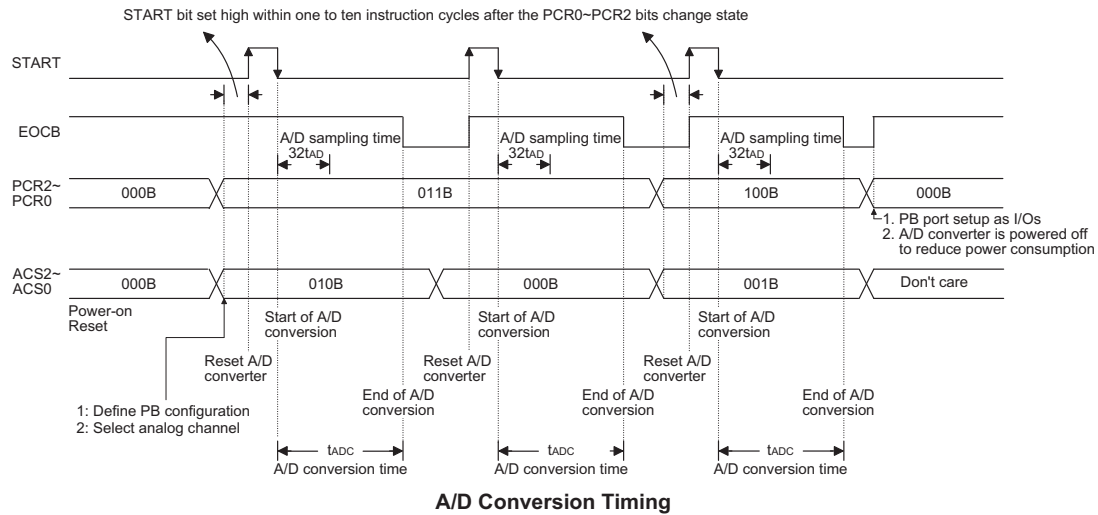 START bit set high within one to ten instruction cycles after the PCR0~PCR2 bits change state
START
EOCB
A/D sampling time
32tAD
A/D sampling time
32tAD
A/D sampling time
32tAD
PCR2~
PCR0
000B
011B
100B
000B
1. PB port setup as I/Os
2. A/D converter is powered off
to reduce power consumption
ACS2~
ACS0
000B
010B
000B
001B
Don't care
Power-on
Reset
Start of A/D
conversion
Start of A/D
conversion
Start of A/D
conversion
Reset A/D
converter
Reset A/D
converter
Reset A/D
converter
1: Define PB configuration
2: Select analog channel
End of A/D
conversion
End of A/D
conversion
End of A/D
conversion
tADC
A/D conversion time
tADC
A/D conversion time
tADC
A/D conversion time
A/D Conversion Timing